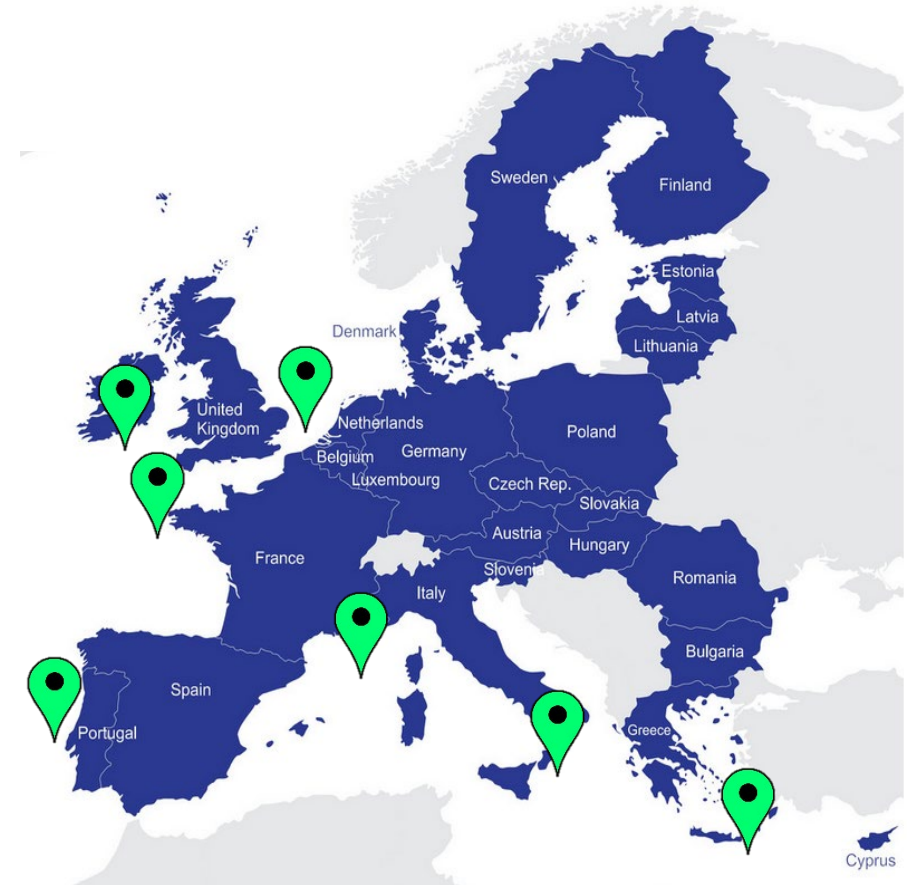 Sweden
Finland
Estonia
Latvia
Denmark
Lithuania
United
Kingdom
Netherlands
Poland
Belgium
Germany
Luxembourg
Czech Rep.
Slovakia
Austria
Hungary
France
Slovenia
Romania
Italy
Bulgaria
Spain
Portugal
Greece
Cyprus